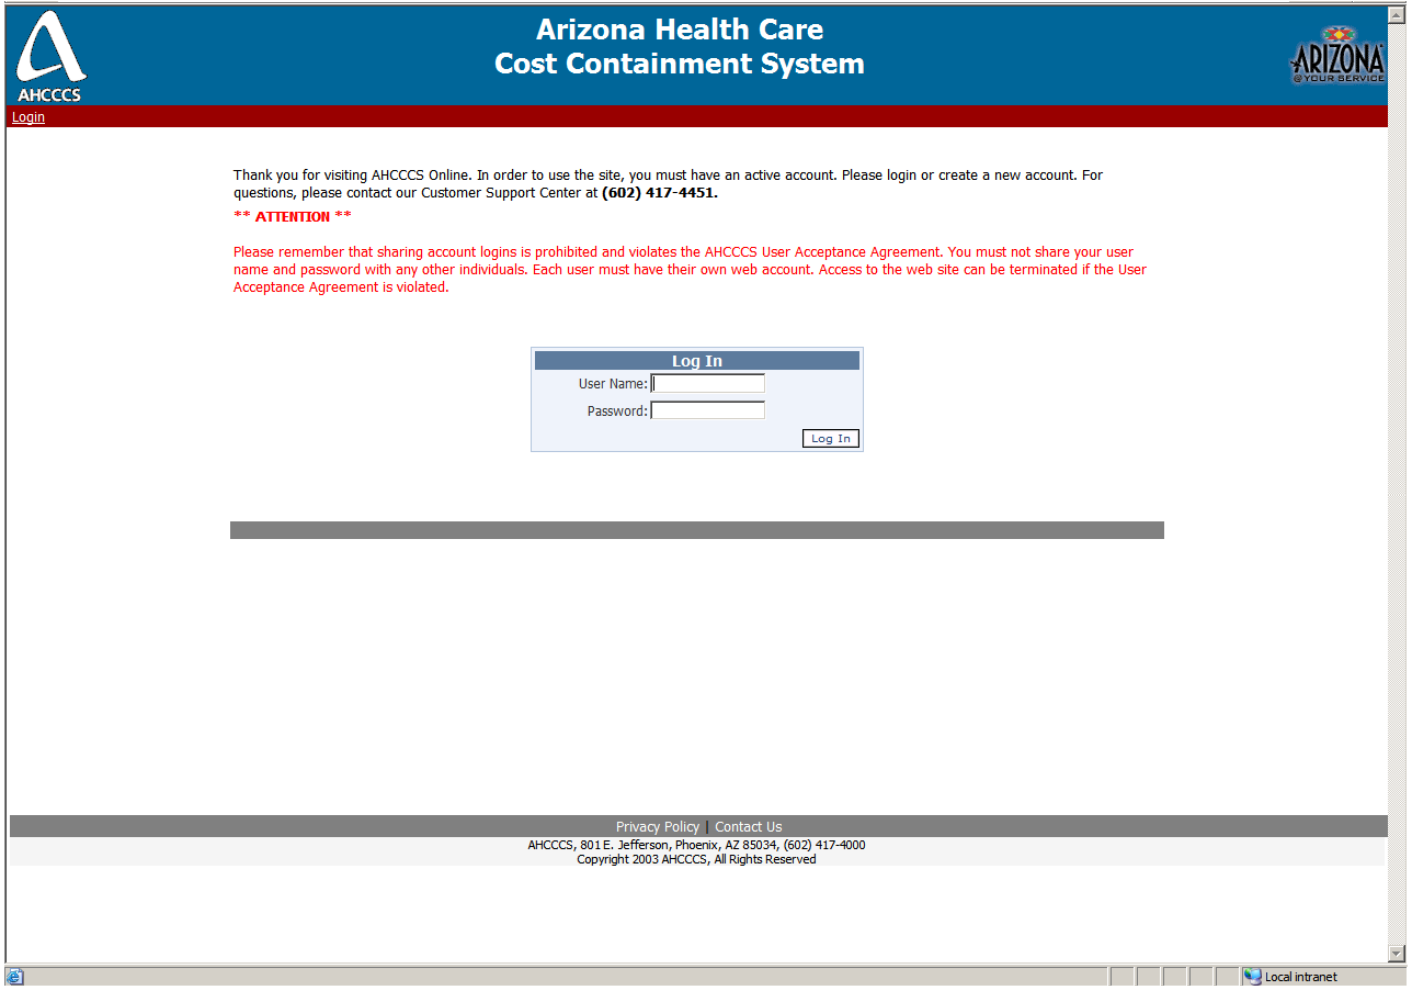 Arizona Health Care
Cost Containment System
AHCCCS
ARIZONA
@ YOUR SERVICE
Login
Thank you for visiting AHCCCS Online. In order to use the site, you must have an active account. Please login or create a new account. For
questions, please contact our Customer Support Center at (602) 417-4451.
** ATTENTION **
Please remember that sharing account logins is prohibited and violates the AHCCCS User Acceptance Agreement. You must not share your user
name and password with any other individuals. Each user must have their own web account. Access to the web site can be terminated if the User
Acceptance Agreement is violated.
Log In
User Name:
Password:
Log In
Privacy Policy | Contact Us
AHCCCS, 801 E. Jefferson, Phoenix, AZ 85034, (602) 417-4000
Copyright 2003 AHCCCS, All Rights Reserved
Local intranet